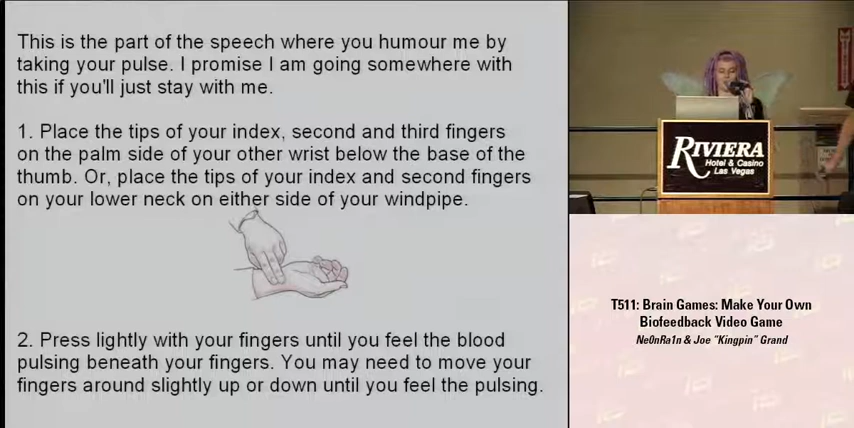 This is the part of the speech where you humour me by
taking your pulse. I promise I am going somewhere with
this if you'll just stay with me.
1. Place the tips of your index, second and third fingers
on the palm side of your other wrist below the base of the
thumb. Or, place the tips of your index and second fingers
on your lower neck on either side of your windpipe.
2. Press lightly with your fingers until you feel the blood
pulsing beneath your fingers. You may need to move your
fingers around slightly up or down until you feel the pulsing.
RIVIERA
Hotel & Casino
Las Vegas
T511: Brain Games: Make Your Own
Biofeedback Video Game
Ne0nRa1n & Joe "Kingpin" Grand